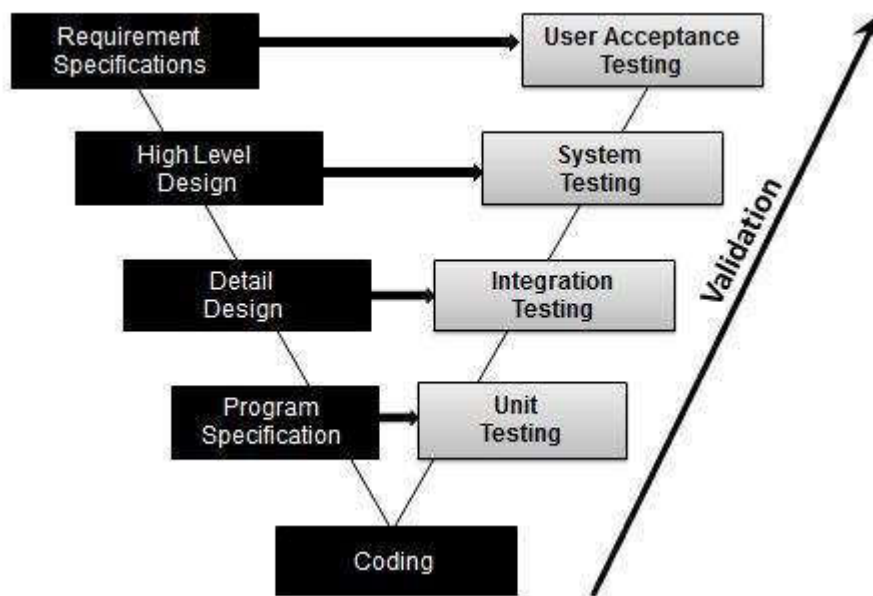 Requirement
Specifications
User Acceptance
Testing
High Level
Design
System
Testing
Detail
Design
Integration
Testing
Program
Specification
Unit
Testing
Coding
Validation